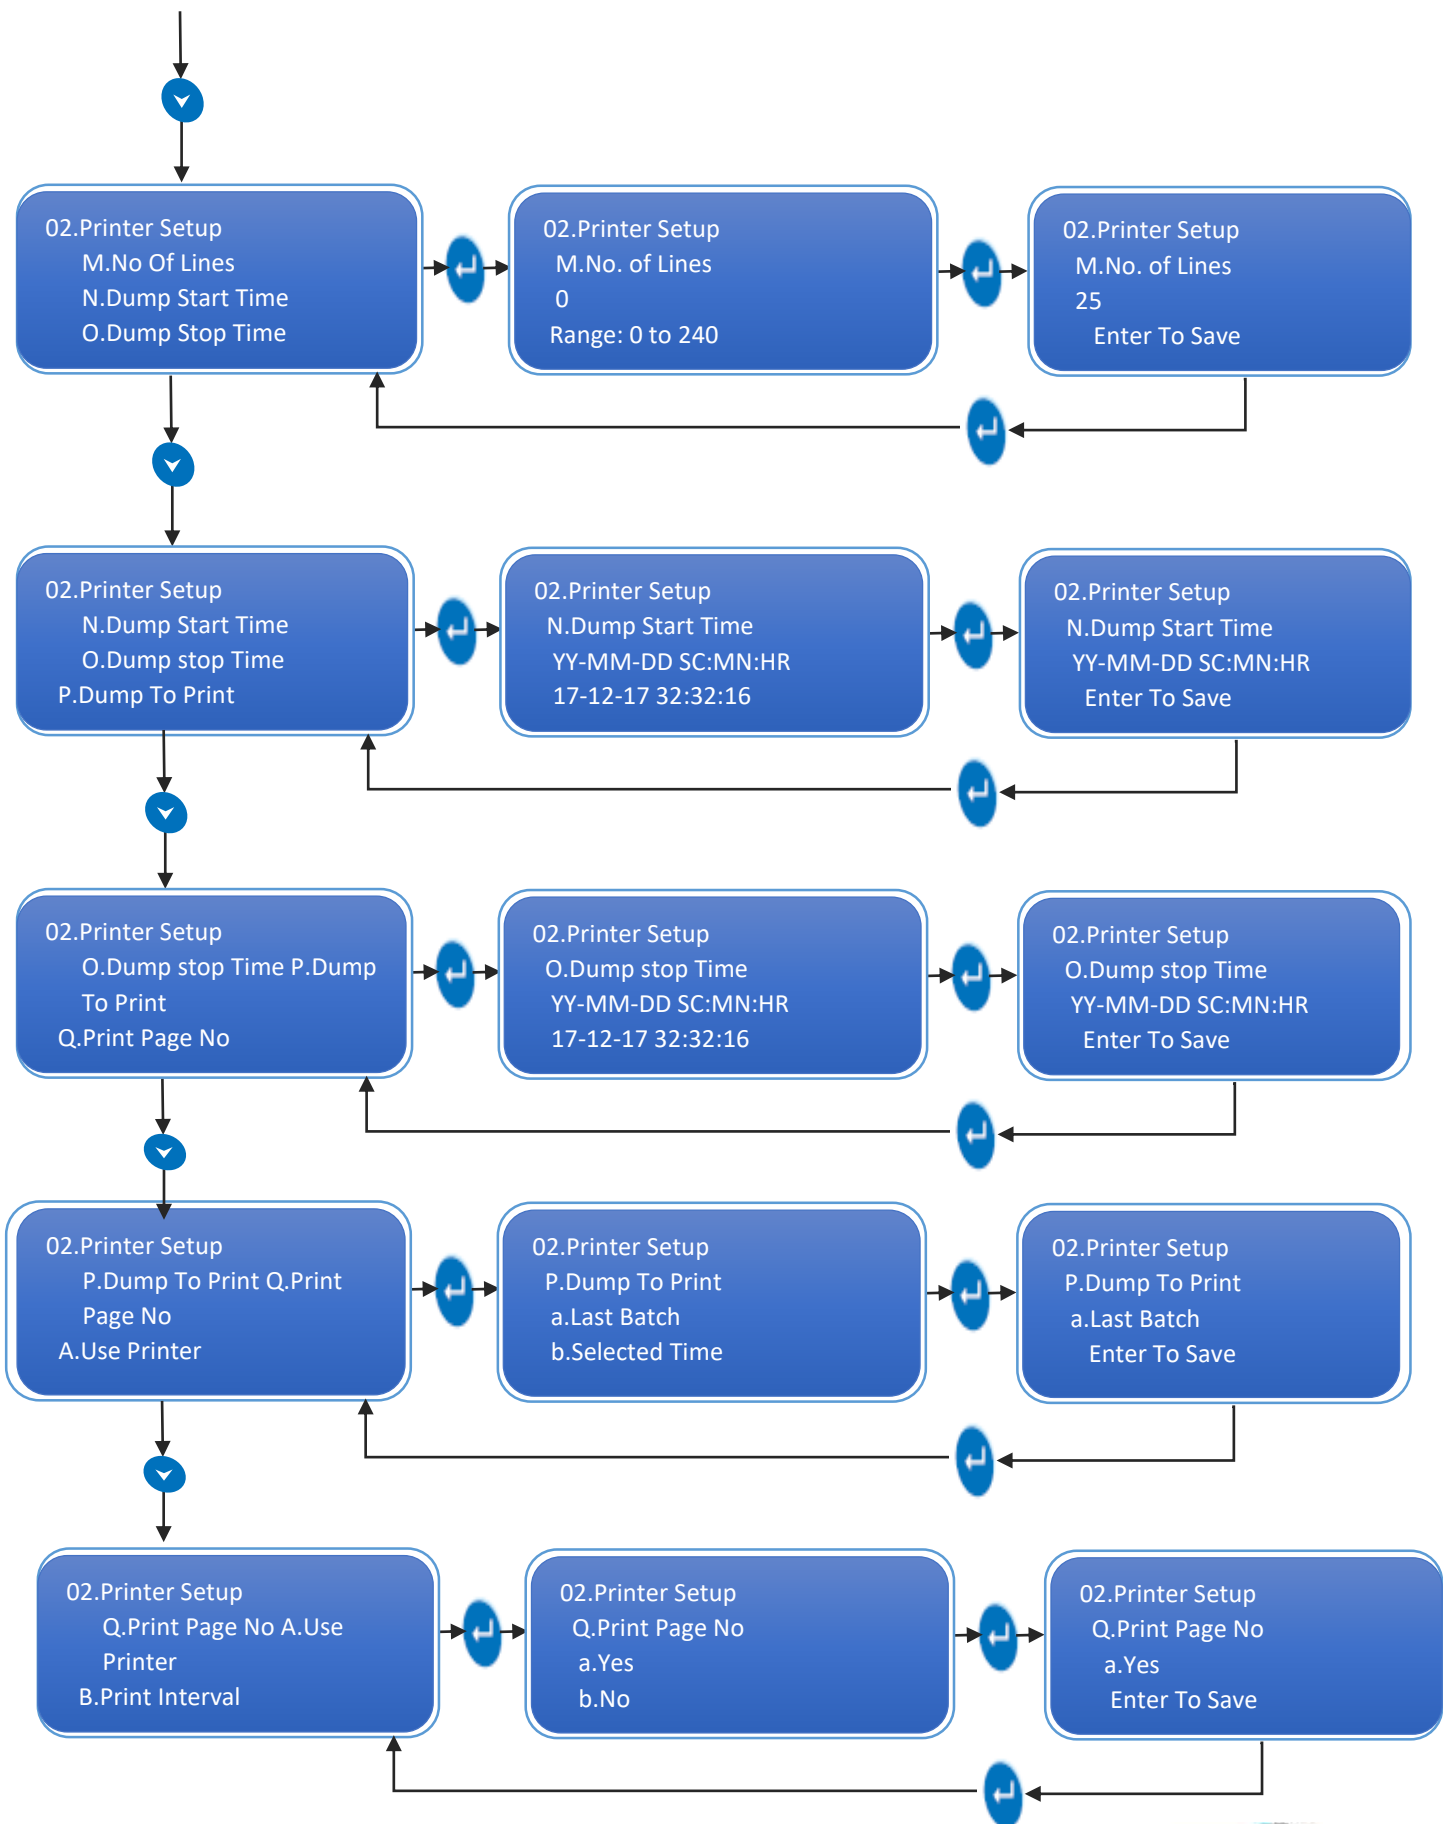 02.Printer Setup
M.No Of Lines
N.Dump Start Time
O.Dump Stop Time
02.Printer Setup
M.No. of Lines
0
Range: 0 to 240
02.Printer Setup
M.No. of Lines
25
Enter To Save
02.Printer Setup
N.Dump Start Time
O.Dump stop Time
P.Dump To Print
02.Printer Setup
N.Dump Start Time
YY-MM-DD SC:MN:HR
17-12-17 32:32:16
02.Printer Setup
N.Dump Start Time
YY-MM-DD SC:MN:HR
Enter To Save
02.Printer Setup
O.Dump stop Time P.Dump
To Print
Q.Print Page No
02.Printer Setup
O.Dump stop Time
YY-MM-DD SC:MN:HR
17-12-17 32:32:16
02.Printer Setup
O.Dump stop Time
YY-MM-DD SC:MN:HR
Enter To Save
02.Printer Setup
P.Dump To Print Q.Print
Page No
A.Use Printer
02.Printer Setup
P.Dump To Print
a.Last Batch
b.Selected Time
02.Printer Setup
P.Dump To Print
a.Last Batch
Enter To Save
02.Printer Setup
Q.Print Page No A.Use
Printer
B.Print Interval
02.Printer Setup
Q.Print Page No
a.Yes
b.No
02.Printer Setup
Q.Print Page No
a.Yes
Enter To Save